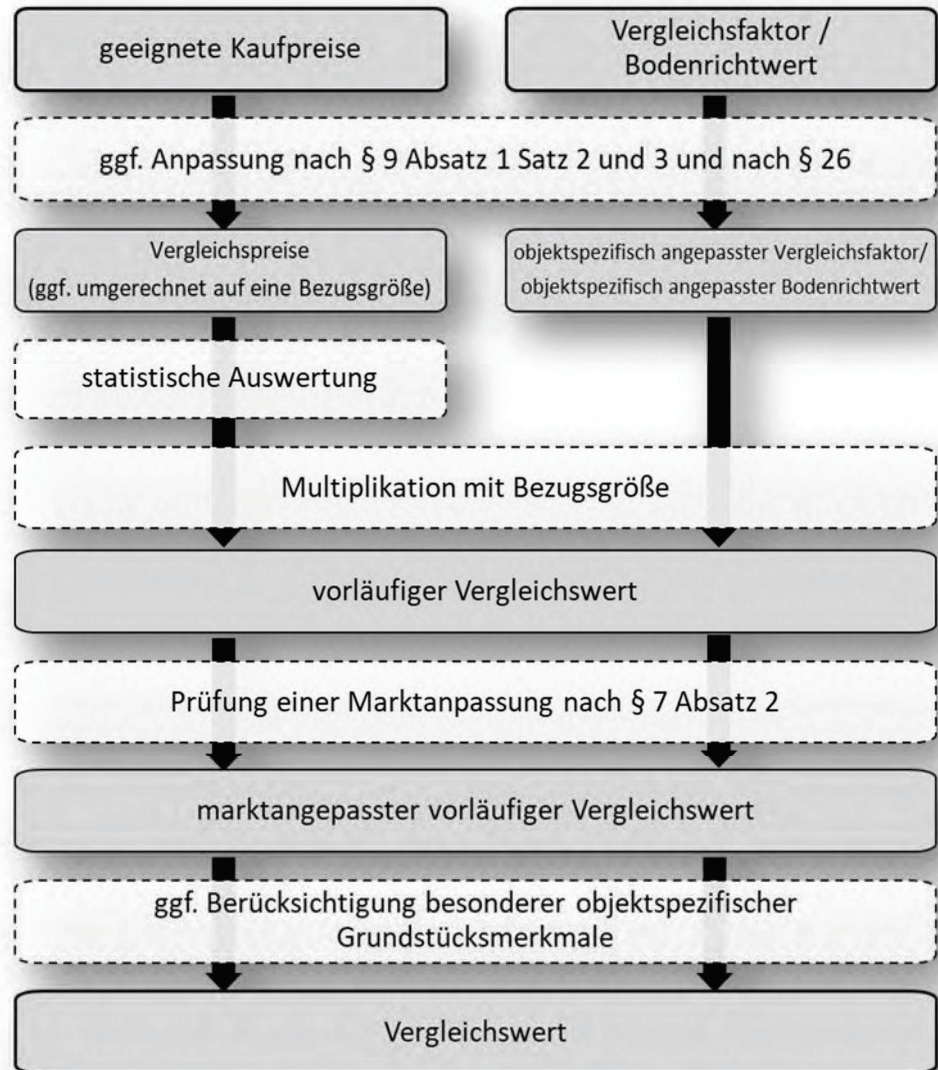 geeignete Kaufpreise
Vergleichsfaktor /
Bodenrichtwert
ggf. Anpassung nach § 9 Absatz 1 Satz 2 und 3 und nach § 26
Vergleichspreise
(ggf. umgerechnet auf eine Bezugsgröße)
objektspezifisch angepasster Vergleichsfaktor/
objektspezifisch angepasster Bodenrichtwert
statistische Auswertung
Multiplikation mit Bezugsgröße
vorläufiger Vergleichswert
Prüfung einer Marktanpassung nach § 7 Absatz 2
marktangepasster vorläufiger Vergleichswert
ggf. Berücksichtigung besonderer objektspezifischer
Grundstücksmerkmale
Vergleichswert